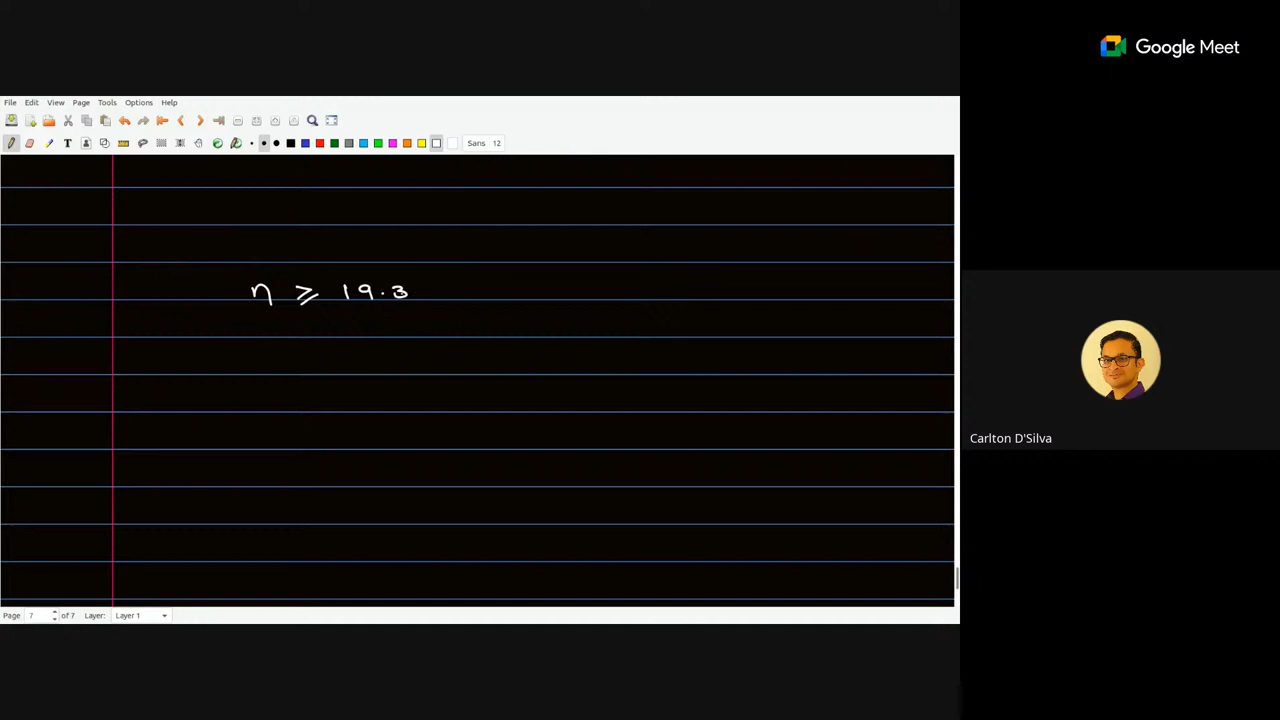 Google Meet
File Edit View Page Tools Options Help
T Sans 12
n ⩾ 19.3
Carlton D'Silva
Page 7 of 7 Layer: Layer 1